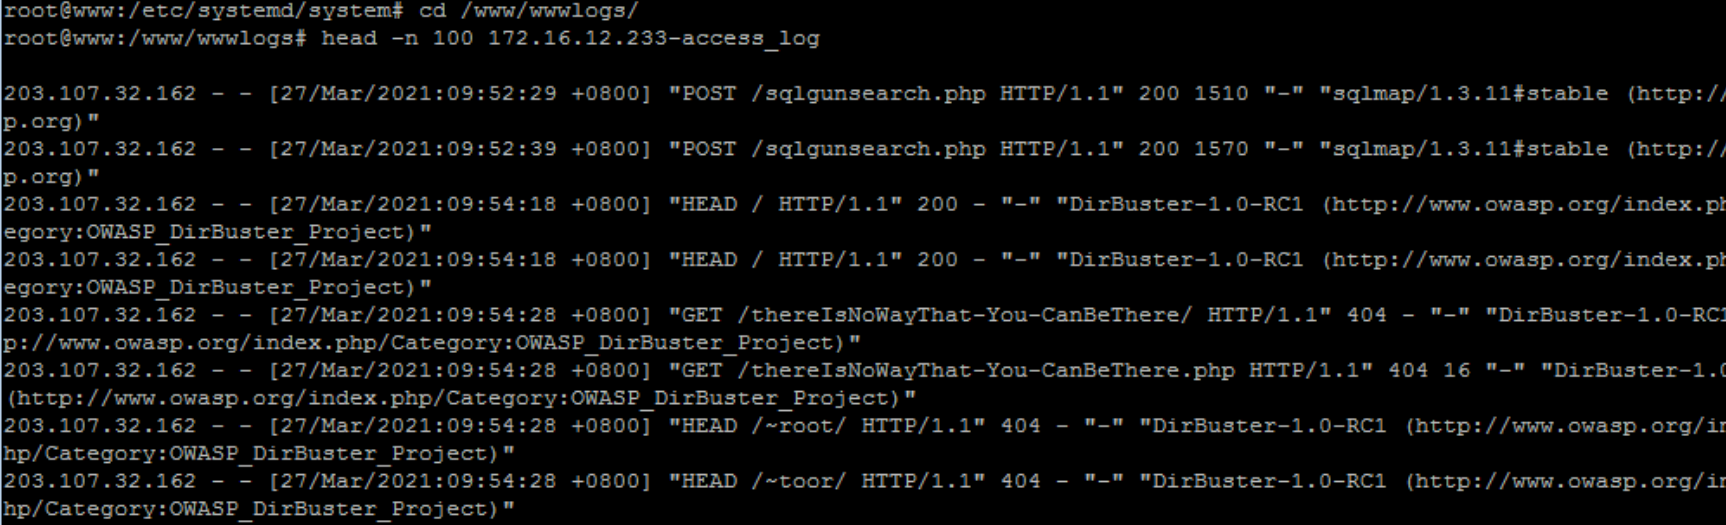 root@www:/etc/systemd/system# cd /www/wwwlogs/
root@www:/www/wwwlogs# head -n 100 172.16.12.233-access_log
203.107.32.162 - - [27/Mar/2021:09:52:29 +0800] "POST /sqlgunsearch.php HTTP/1.1" 200 1510 "-" "sqlmap/1.3.11#stable (http://
p.org)"
203.107.32.162 - - [27/Mar/2021:09:52:39 +0800] "POST /sqlgunsearch.php HTTP/1.1" 200 1570 "-" "sqlmap/1.3.11#stable (http://
p.org)"
203.107.32.162 - - [27/Mar/2021:09:54:18 +0800] "HEAD / HTTP/1.1" 200 - "-" "DirBuster-1.0-RC1 (http://www.owasp.org/index.ph
egory:OWASP_DirBuster_Project)"
203.107.32.162 - - [27/Mar/2021:09:54:18 +0800] "HEAD / HTTP/1.1" 200 - "-" "DirBuster-1.0-RC1 (http://www.owasp.org/index.ph
egory:OWASP_DirBuster_Project)"
203.107.32.162 - - [27/Mar/2021:09:54:28 +0800] "GET /thereIsNoWayThat-You-CanBeThere/ HTTP/1.1" 404 - "-" "DirBuster-1.0-RC1
p://www.owasp.org/index.php/Category:OWASP_DirBuster_Project)"
203.107.32.162 - - [27/Mar/2021:09:54:28 +0800] "GET /thereIsNoWayThat-You-CanBeThere.php HTTP/1.1" 404 16 "-" "DirBuster-1.0
(http://www.owasp.org/index.php/Category:OWASP_DirBuster_Project)"
203.107.32.162 - - [27/Mar/2021:09:54:28 +0800] "HEAD /~root/ HTTP/1.1" 404 - "-" "DirBuster-1.0-RC1 (http://www.owasp.org/in
hp/Category:OWASP_DirBuster_Project)"
203.107.32.162 - - [27/Mar/2021:09:54:28 +0800] "HEAD /~toor/ HTTP/1.1" 404 - "-" "DirBuster-1.0-RC1 (http://www.owasp.org/in
hp/Category:OWASP_DirBuster_Project)"